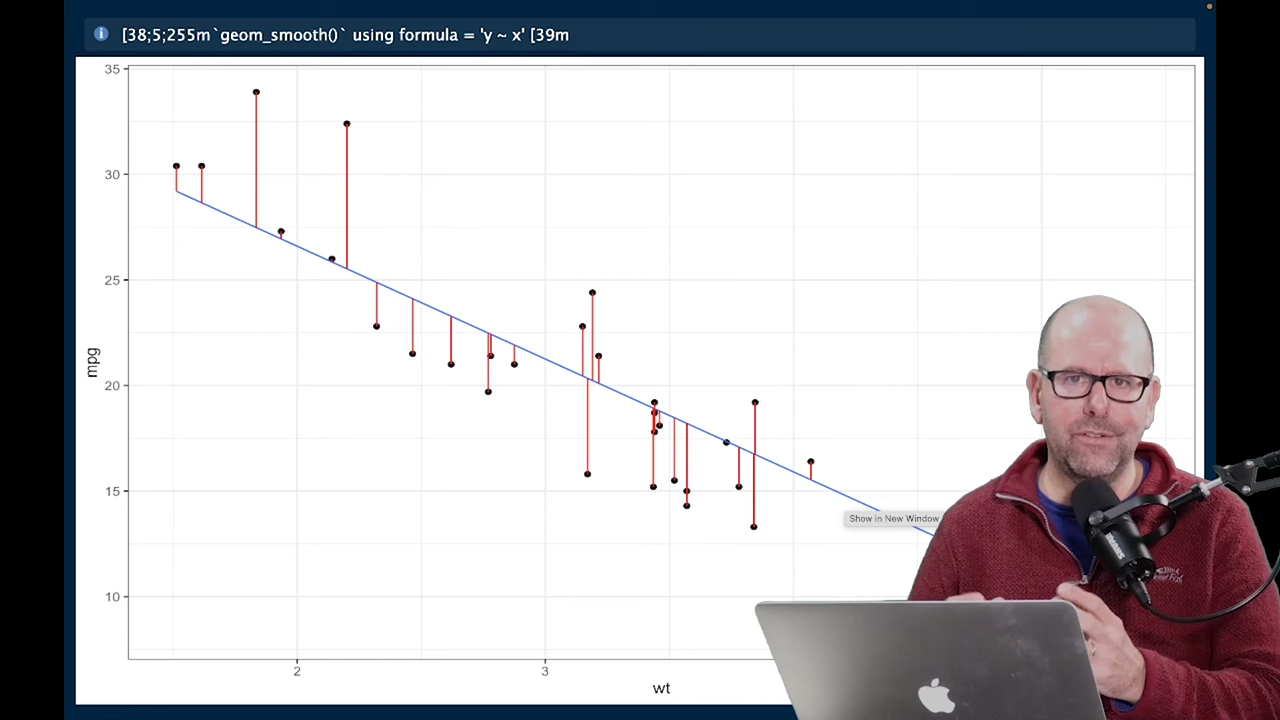 [38;5;255m`geom_smooth()` using formula = 'y ~ x' [39m
35
30
25
20
15
10
mpg
Show in New Window
2
3
wt
SHURE